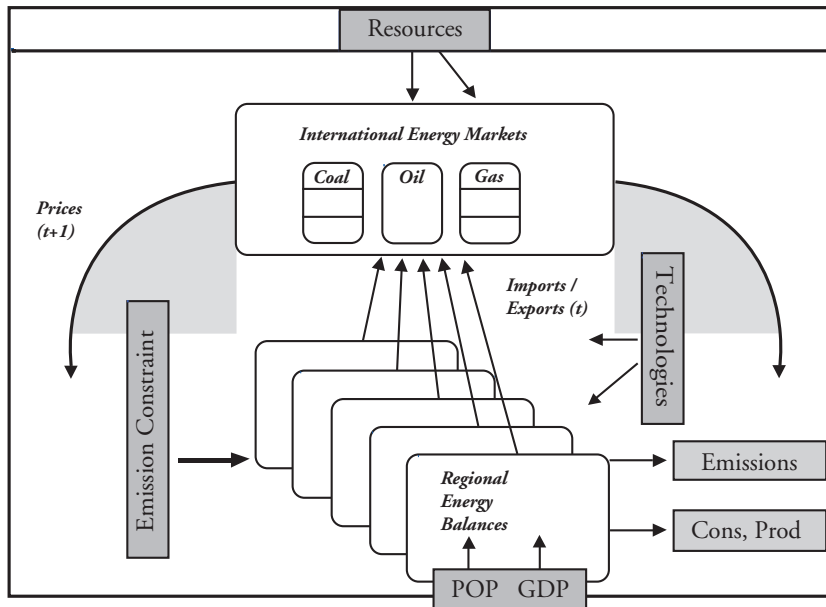 Resources
International Energy Markets
Coal
Oil
Gas
Prices
(t+1)
Imports /
Exports (t)
Technologies
Emission Constraint
Regional
Energy
Balances
Emissions
Cons, Prod
POP GDP